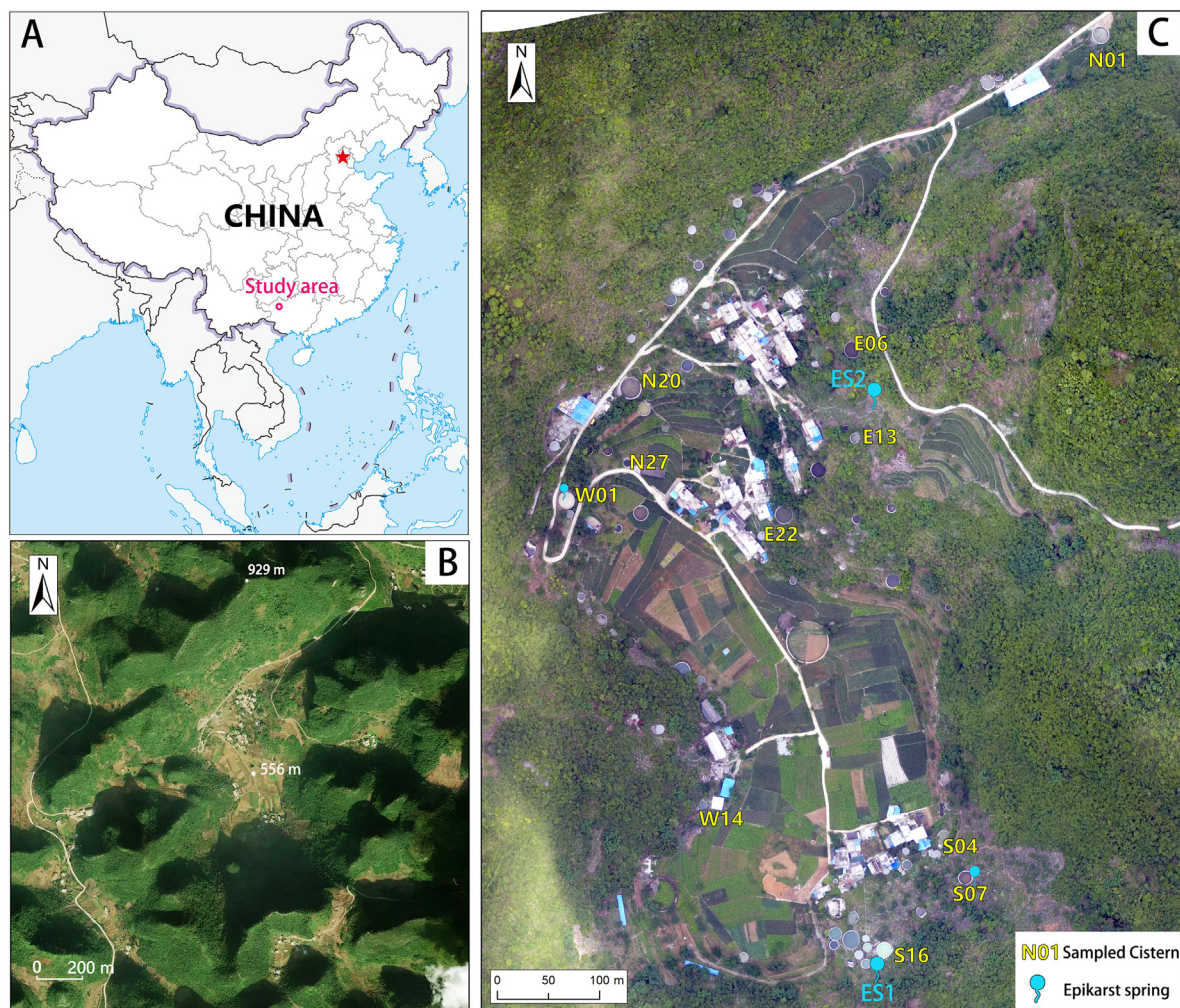 A
CHINA
Study area
B
N
929 m
556 m
0 200 m
C
N
N01
E06
ES2
N20
E13
N27
W01
E22
W14
S04
S07
S16
ES1
0 50 100 m
N01 Sampled Cistern
Epikarst spring